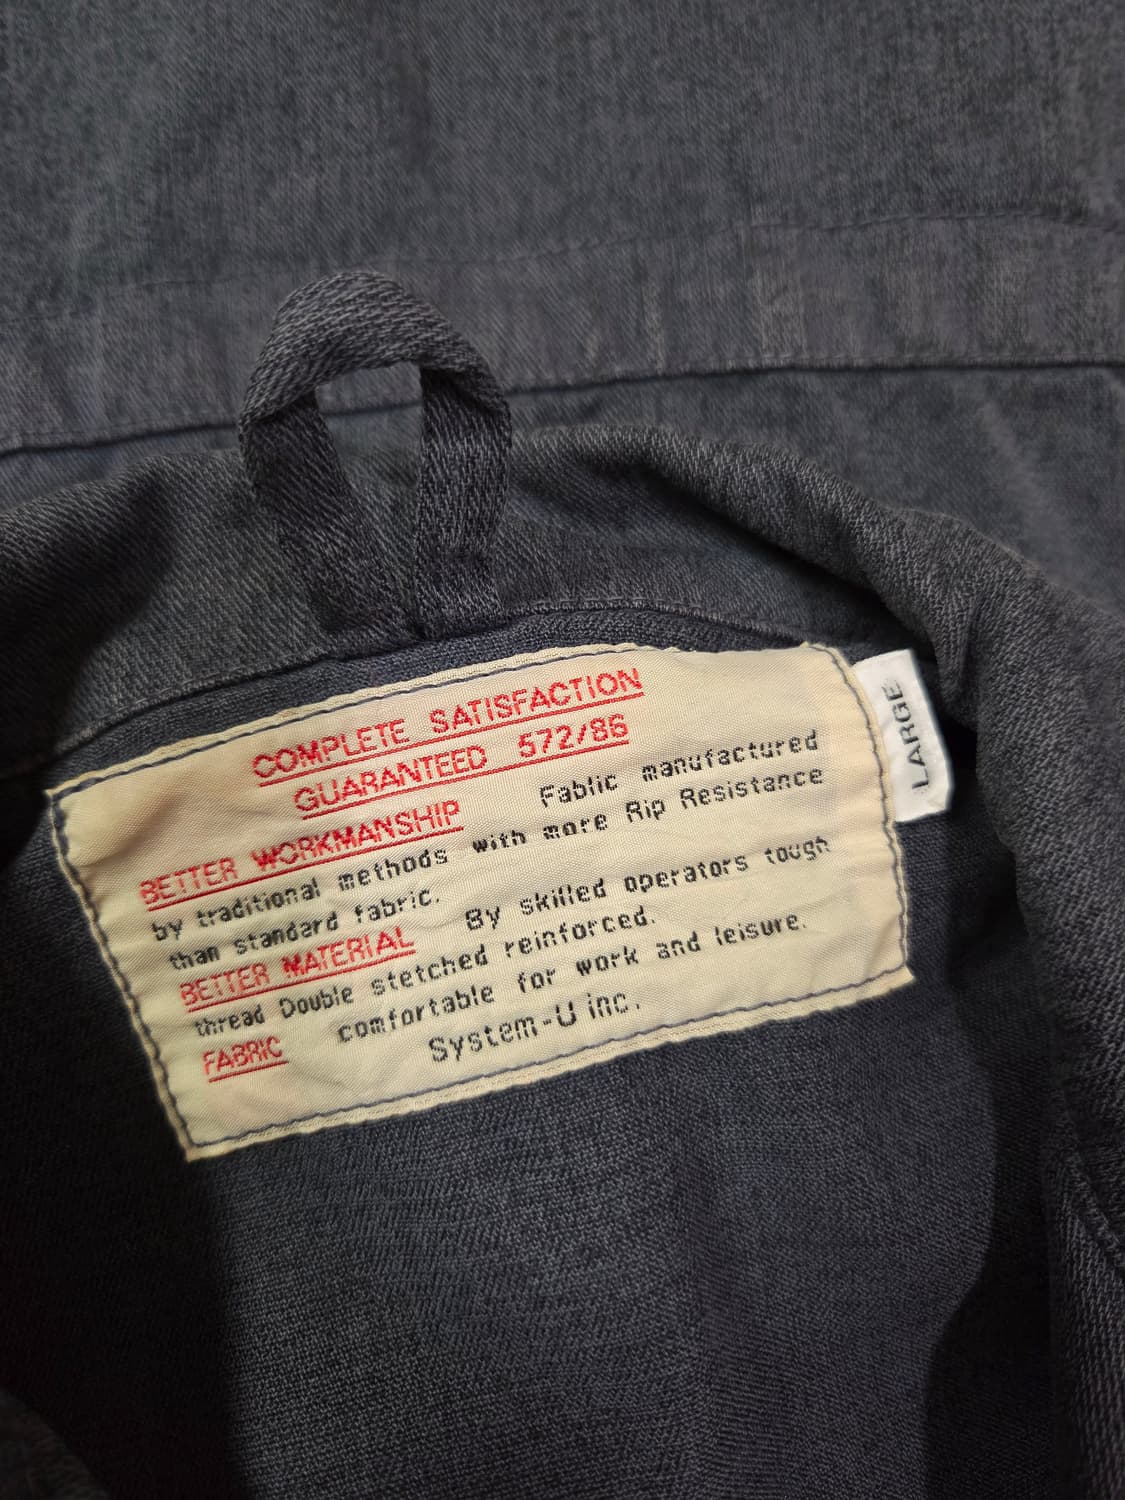 COMPLETE SATISFACTION
GUARANTEED 572/86
BETTER WORKMANSHIP Fablic manufactured
by traditional methods with more Rip Resistance
than standard fabric.
BETTER MATERIAL By skilled operators tough
thread Double stetched reinforced.
FABRIC comfortable for work and leisure.
System-U inc.
LARGE